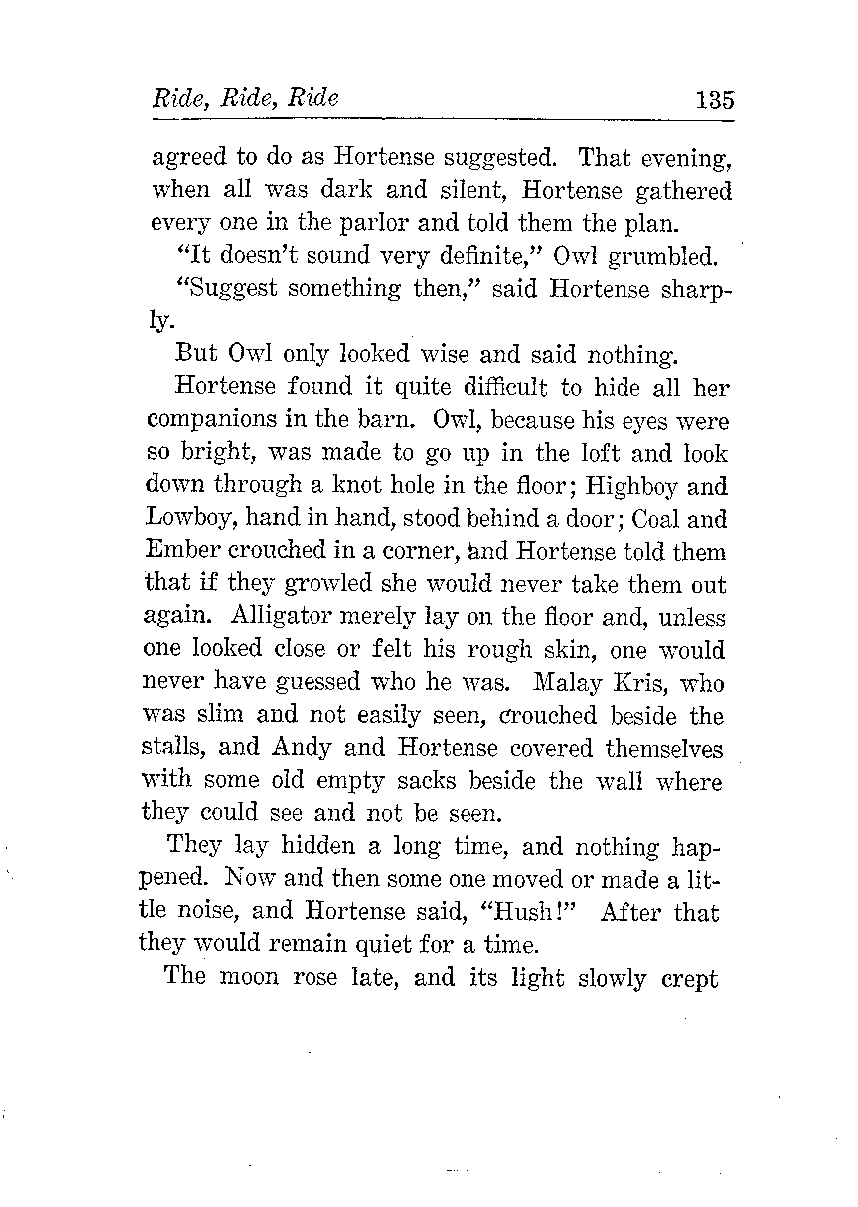 Ride, Ride, Ride 135
agreed to do as Hortense suggested. That evening,
when all was dark and silent, Hortense gathered
every one in the parlor and told them the plan.
“It doesn’t sound very definite,” Owl grumbled.
“Suggest something then,” said Hortense sharp-
ly.
But Owl only looked wise and said nothing.
Hortense found it quite difficult to hide all her
companions in the barn. Owl, because his eyes were
so bright, was made to go up in the loft and look
down through a knot hole in the floor; Highboy and
Lowboy, hand in hand, stood behind a door; Coal and
Ember crouched in a corner, and Hortense told them
that if they growled she would never take them out
again. Alligator merely lay on the floor and, unless
one looked close or felt his rough skin, one would
never have guessed who he was. Malay Kris, who
was slim and not easily seen, crouched beside the
stalls, and Andy and Hortense covered themselves
with some old empty sacks beside the wall where
they could see and not be seen.
They lay hidden a long time, and nothing hap-
pened. Now and then some one moved or made a lit-
tle noise, and Hortense said, “Hush!” After that
they would remain quiet for a time.
The moon rose late, and its light slowly crept